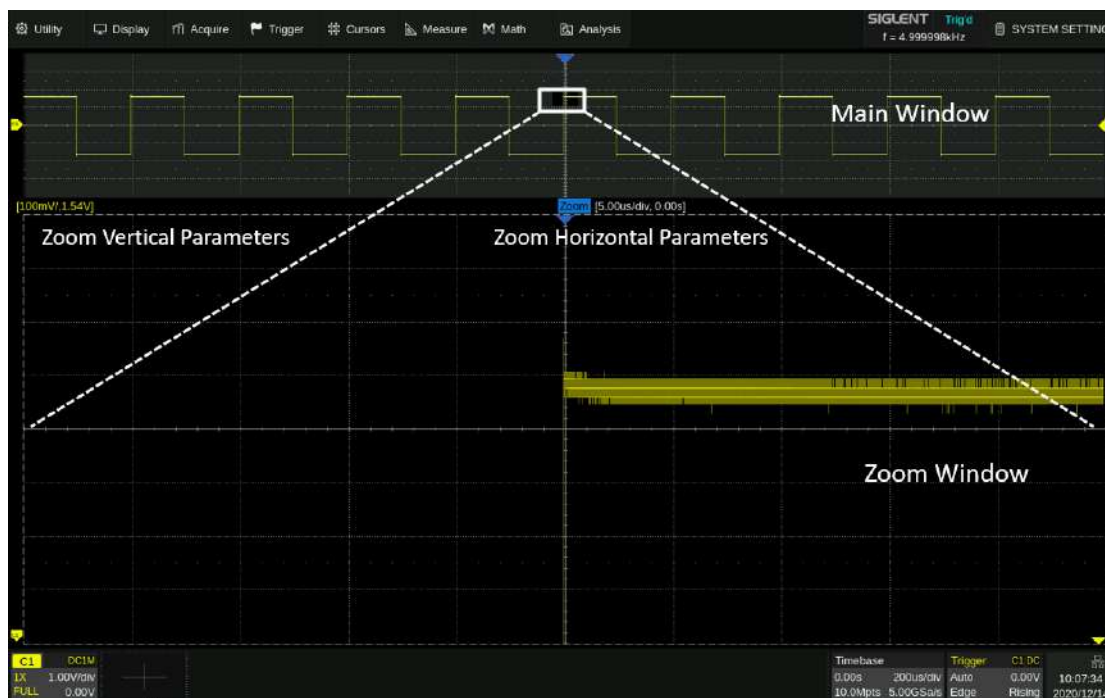 Utility Display Acquire Trigger Cursors Measure Math Analysis SIGLENT Trig'd
f = 4.999998kHz SYSTEM SETTING
Main Window
[100mV/,1.54V] Zoom [5.00us/div, 0.00s]
Zoom Vertical Parameters Zoom Horizontal Parameters
Zoom Window
C1 DC1M Timebase Trigger C1 DC
1X 1.00V/div 0.00s 200us/div Auto 0.00V 10:07:34
FULL 0.00V 10.0Mpts 5.00GSa/s Edge Rising